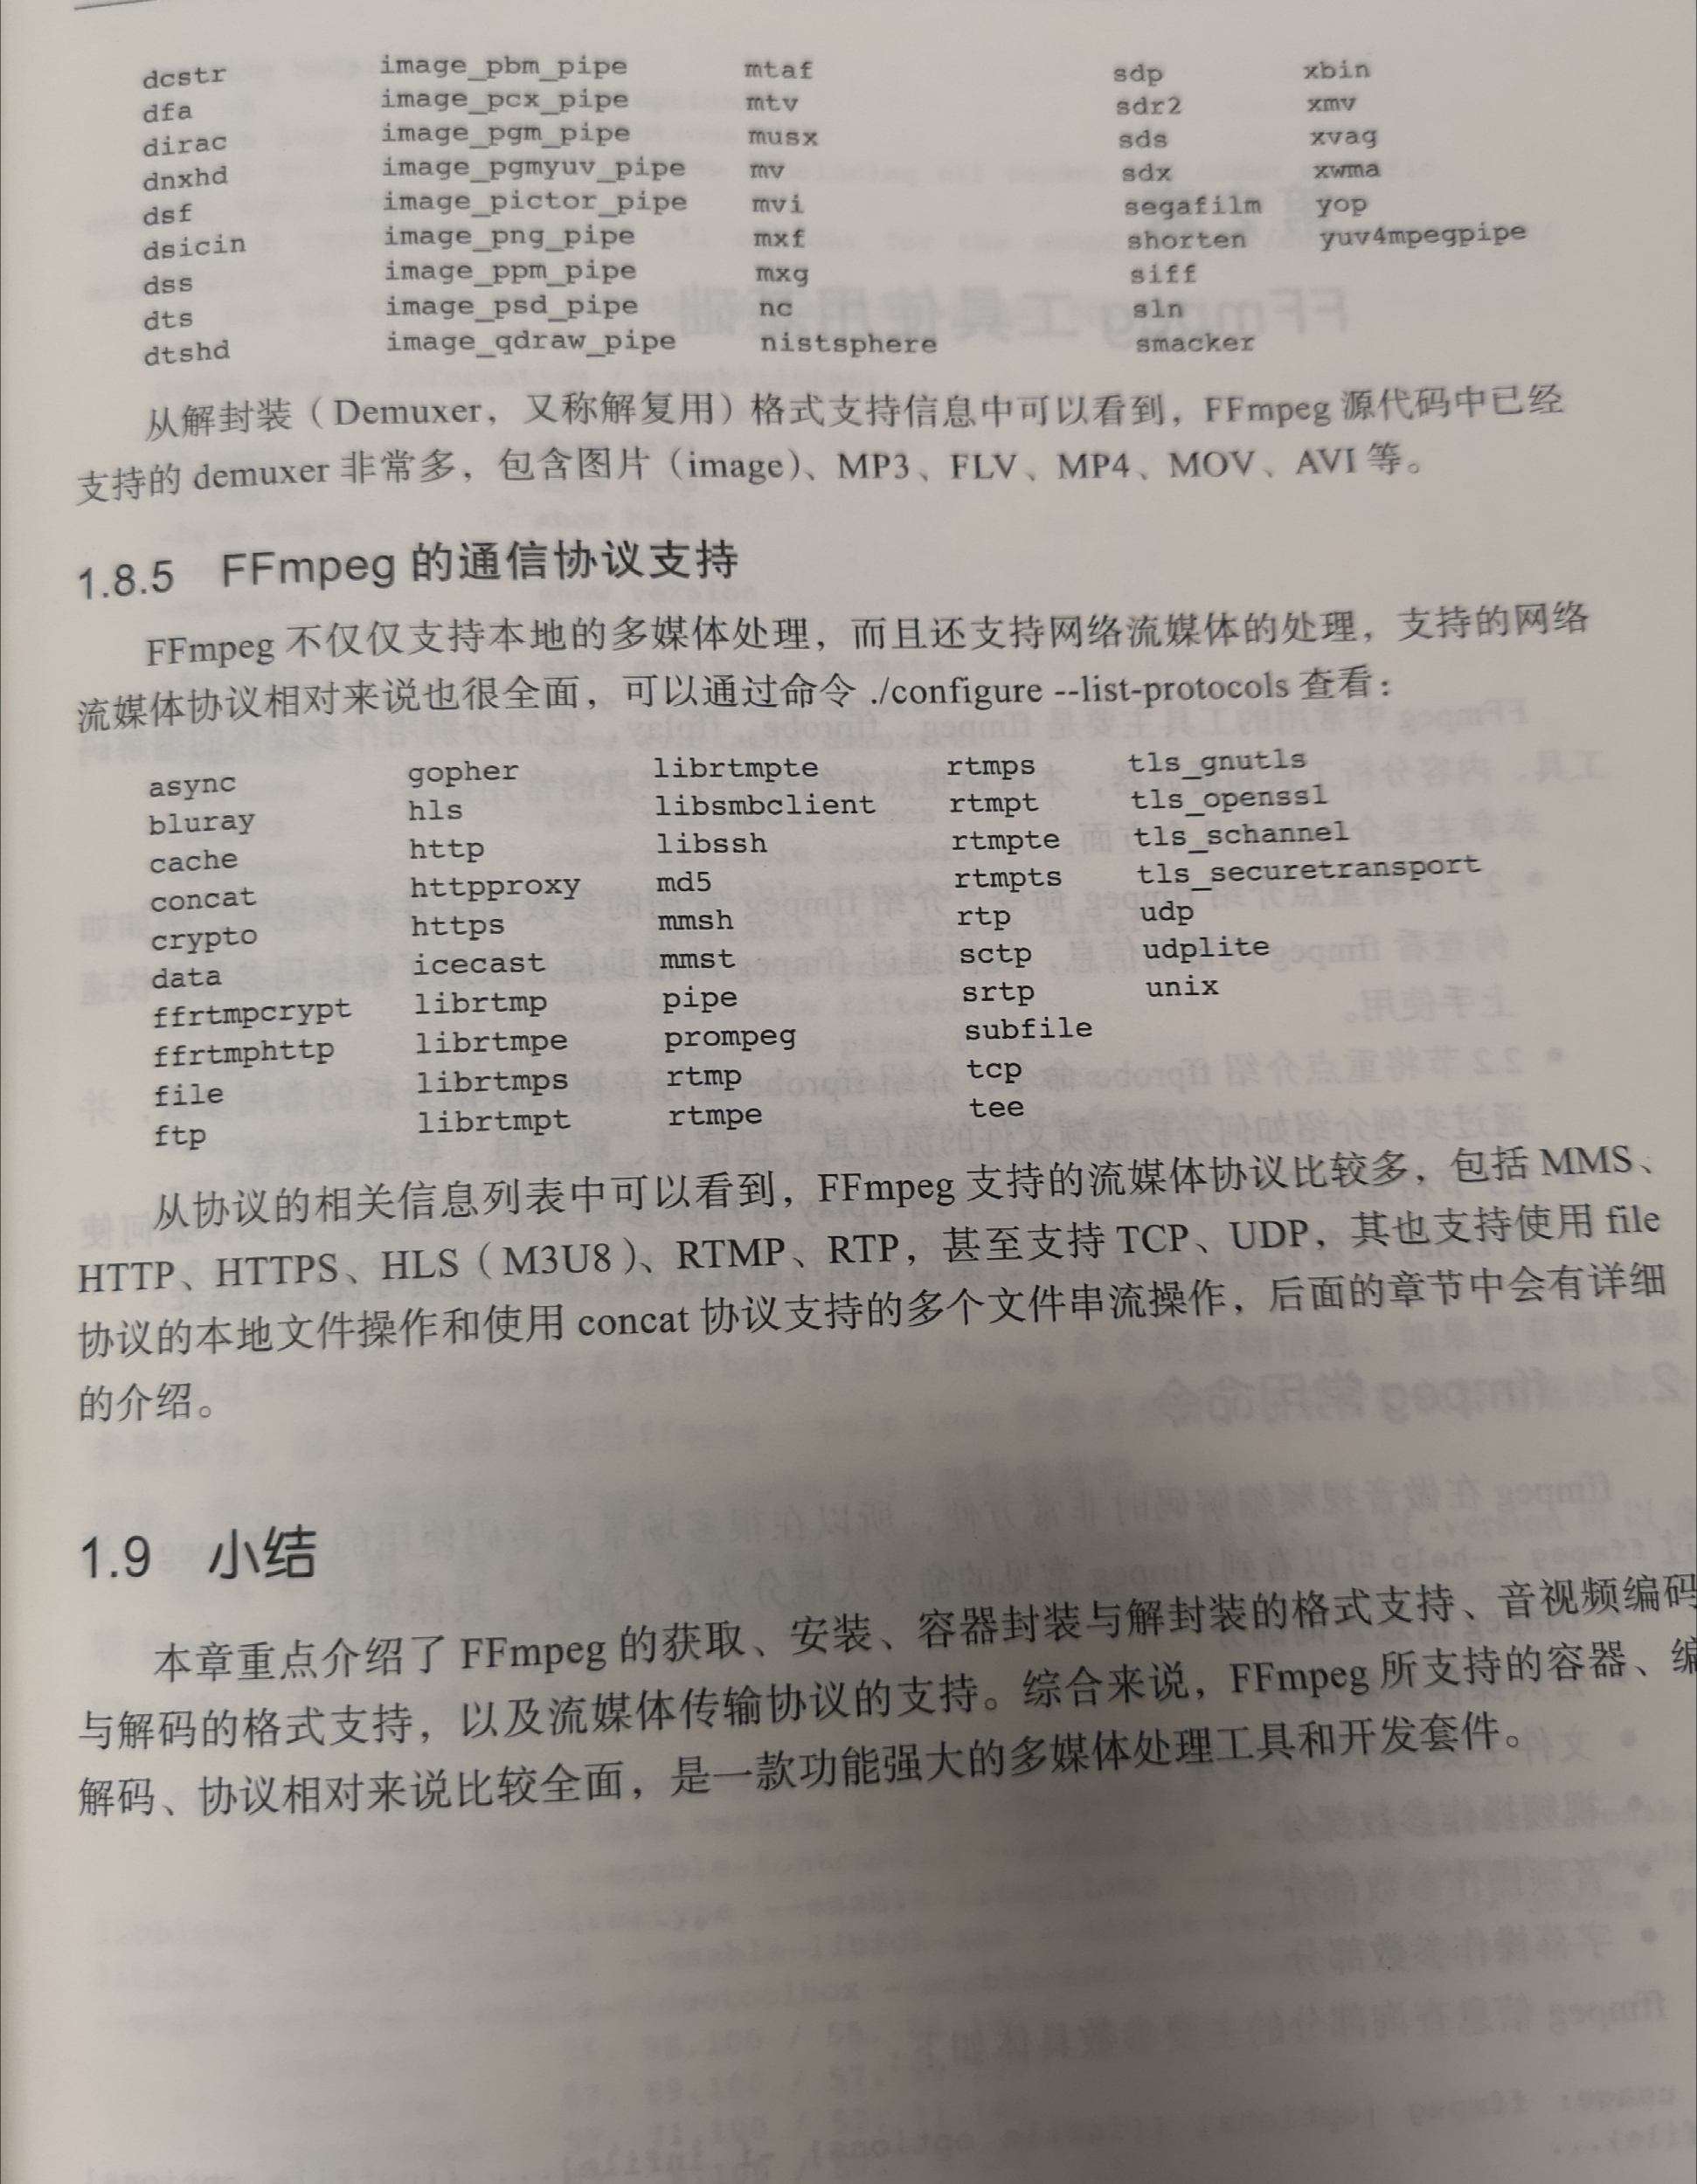 dcstr image_pbm_pipe mtaf sdp xbin
dfa image_pcx_pipe mtv sdr2 xmv
dirac image_pgm_pipe musx sds xvag
dnxhd image_pgmyuv_pipe mv sdx xwma
dsf image_pictor_pipe mvi segafilm yop
dsicin image_png_pipe mxf shorten yuv4mpegpipe
dss image_ppm_pipe mxg siff
dts image_psd_pipe nc sln
dtshd image_qdraw_pipe nistsphere smacker
从解封装（Demuxer，又称解复用）格式支持信息中可以看到，FFmpeg 源代码中已经
支持的 demuxer 非常多，包含图片（image）、MP3、FLV、MP4、MOV、AVI 等。
1.8.5 FFmpeg 的通信协议支持
FFmpeg 不仅仅支持本地的多媒体处理，而且还支持网络流媒体的处理，支持的网络
流媒体协议相对来说也很全面，可以通过命令 ./configure --list-protocols 查看：
async gopher librtmpte rtmps tls_gnutls
bluray hls libsmbclient rtmpt tls_openssl
cache http libssh rtmpte tls_schannel
concat httpproxy md5 rtmpts tls_securetransport
crypto https mmsh rtp udp
data icecast mmst sctp udplite
ffrtmpcrypt librtmp pipe srtp unix
ffrtmphttp librtmpe prompeg subfile
file librtmps rtmp tcp
ftp librtmpt rtmpe tee
从协议的相关信息列表中可以看到，FFmpeg 支持的流媒体协议比较多，包括 MMS、
HTTP、HTTPS、HLS（M3U8）、RTMP、RTP，甚至支持 TCP、UDP，其也支持使用 file
协议的本地文件操作和使用 concat 协议支持的多个文件串流操作，后面的章节中会有详细
的介绍。
1.9 小结
本章重点介绍了 FFmpeg 的获取、安装、容器封装与解封装的格式支持、音视频编码
与解码的格式支持，以及流媒体传输协议的支持。综合来说，FFmpeg 所支持的容器、编
解码、协议相对来说比较全面，是一款功能强大的多媒体处理工具和开发套件。